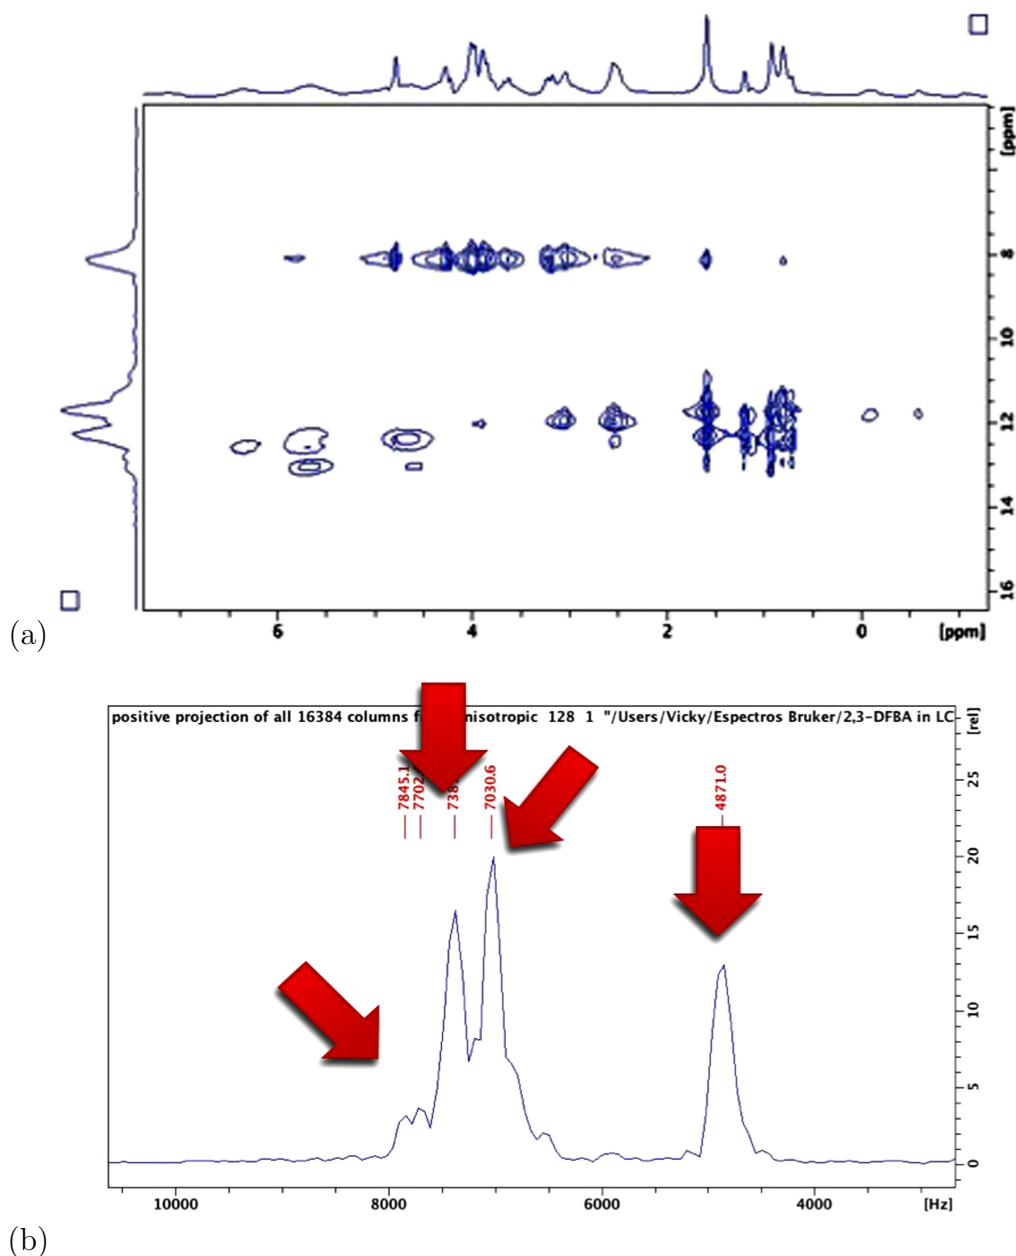 [ppm]
8
10
12
14
16
6 4 2 0 [ppm]
(a)
positive projection of all 16384 columns nisotropic 128 1 "/Users/Vicky/Espectros Bruker/2,3-DFBA in LC
[rel]
7845.1
7030.6
4871.0
25
20
15
10
5
0
10000 8000 6000 4000 [Hz]
(b)